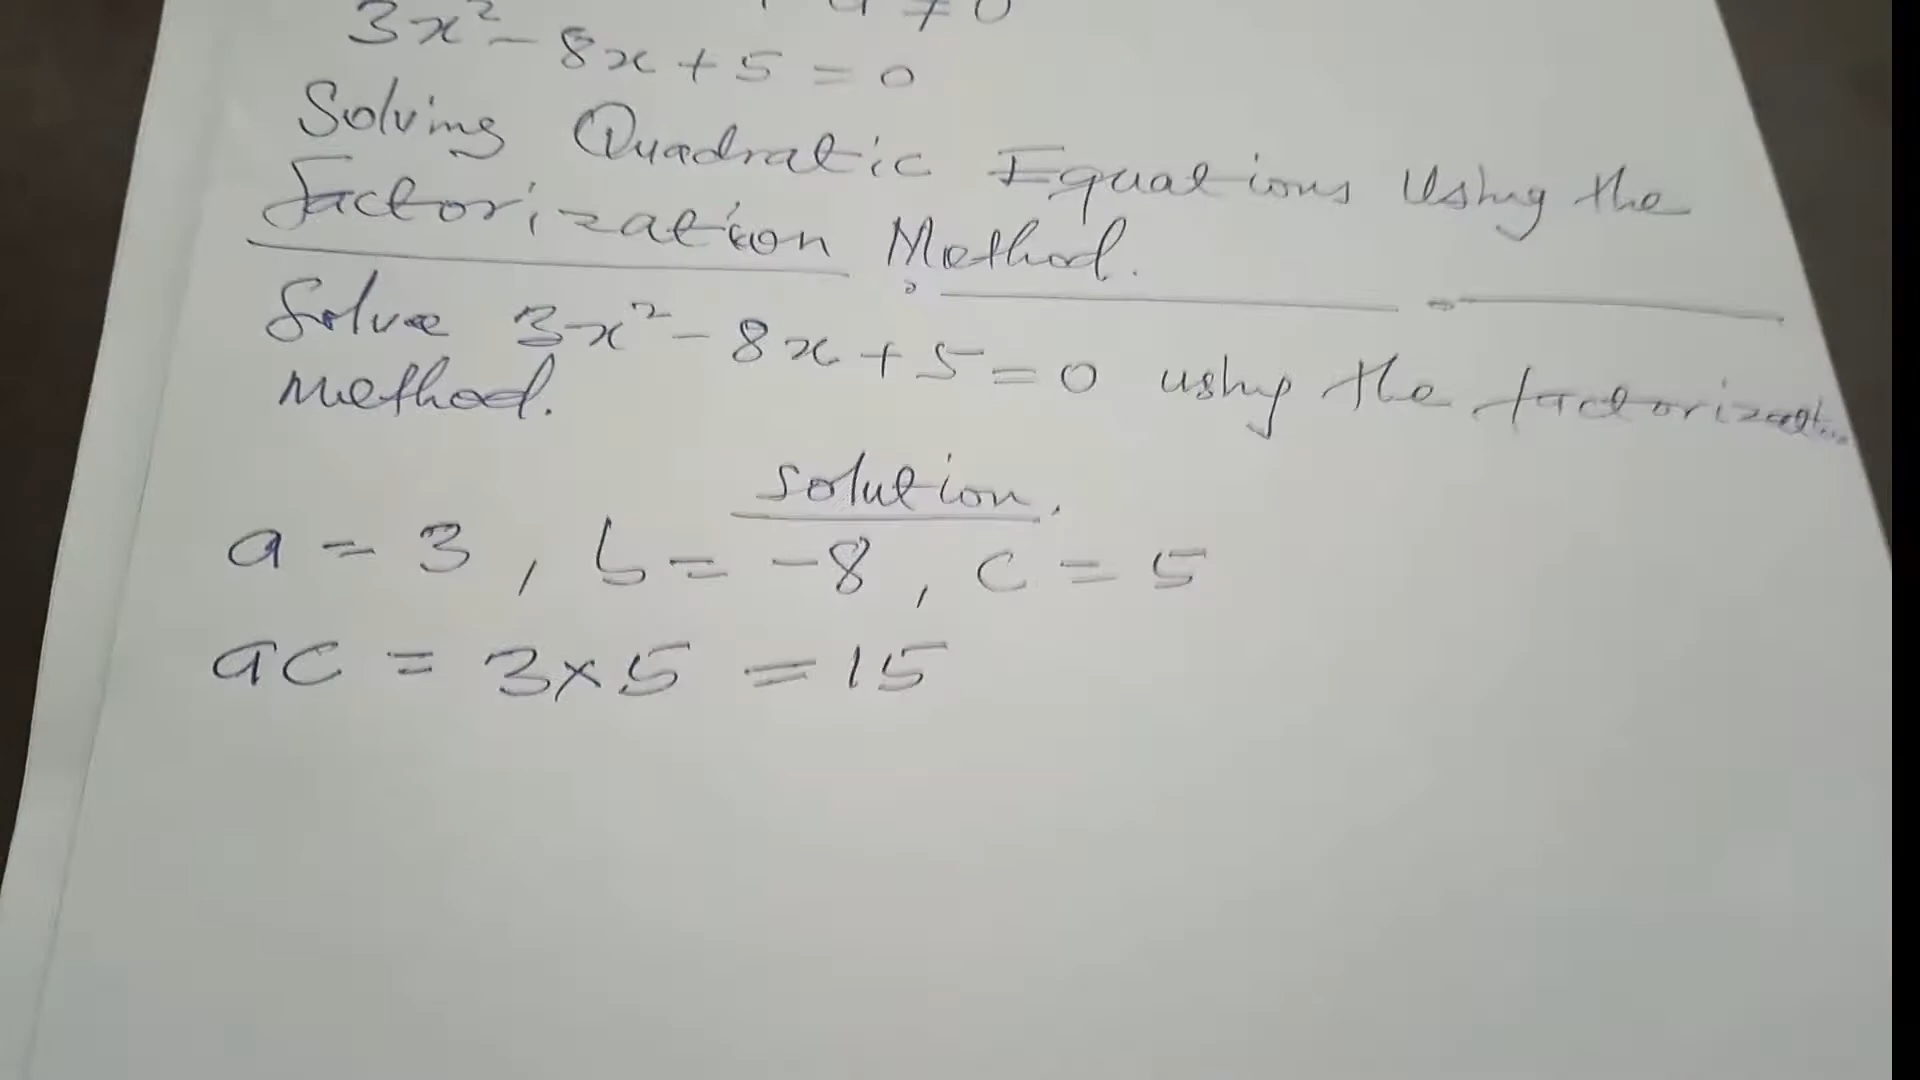 a ≠ 0
3x² - 8x + 5 = 0
Solving Quadratic Equations Using the
Factorization Method.
Solve 3x² - 8x + 5 = 0 using the
method.
Solution.
a = 3, b = -8, c = 5
ac = 3 × 5 = 15